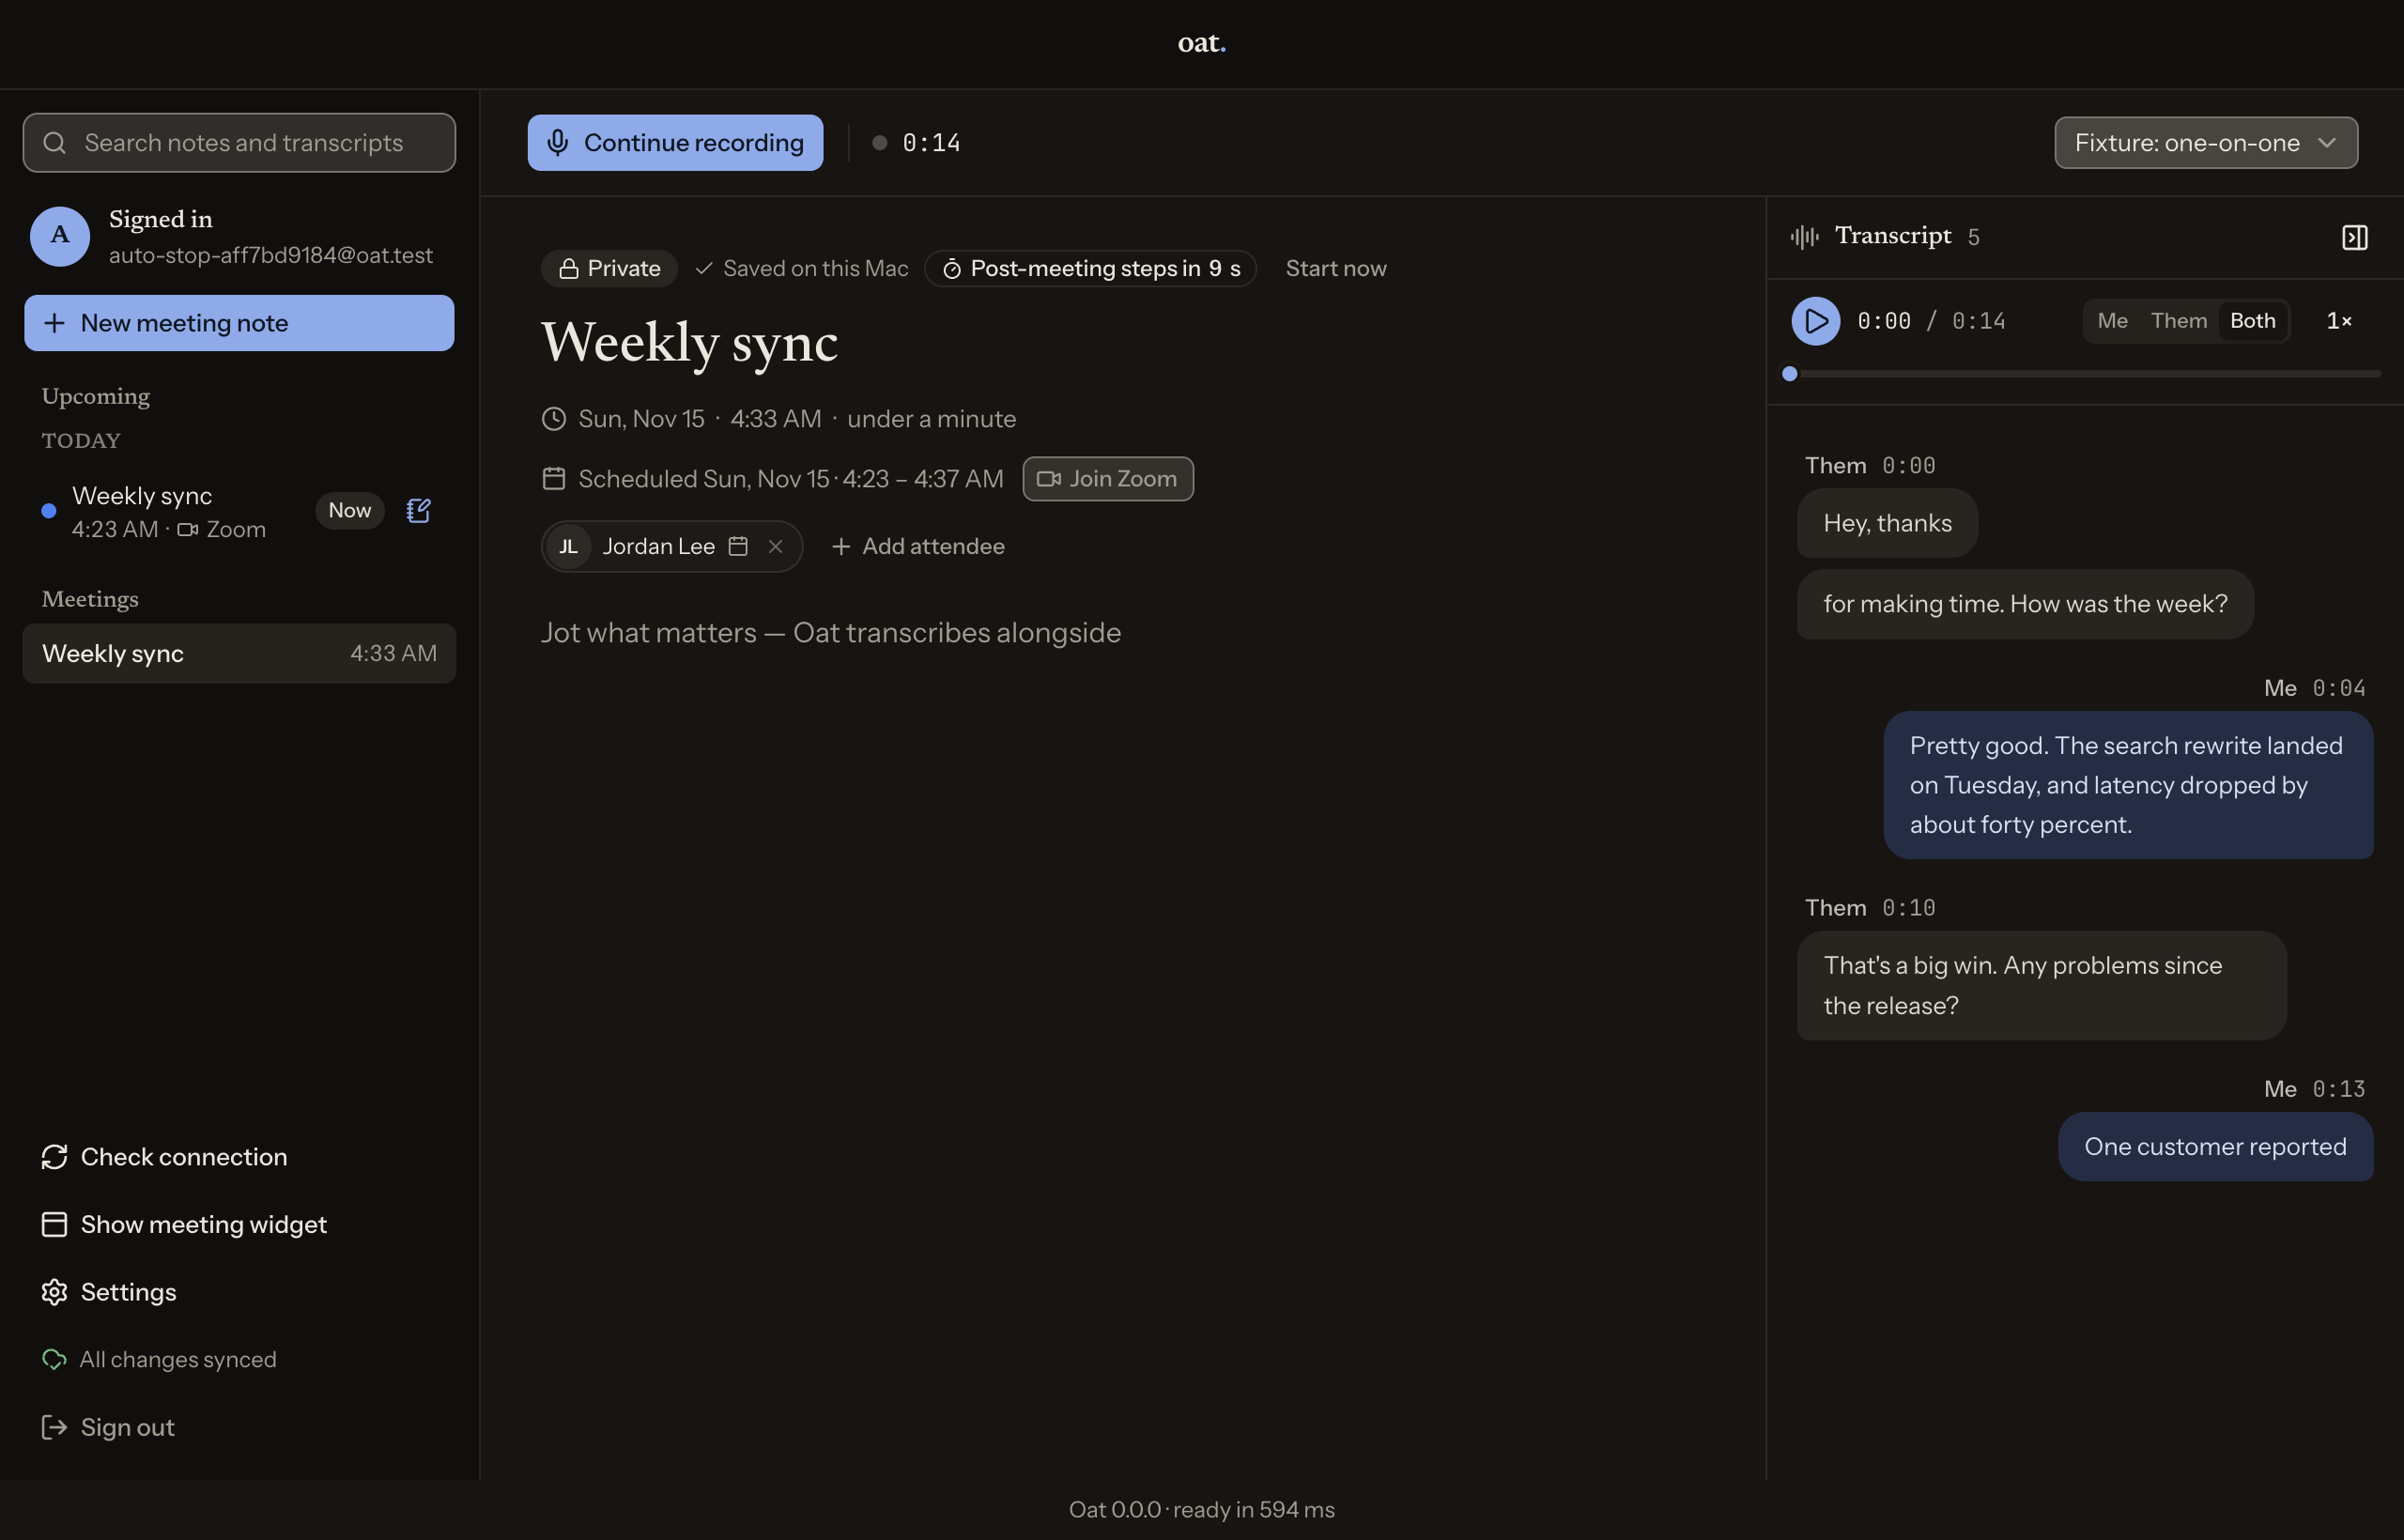 oat.
Search notes and transcripts
A
Signed in
auto-stop-aff7bd9184@oat.test
New meeting note
Upcoming
TODAY
Weekly sync
4:23 AM · Zoom
Now
Meetings
Weekly sync 4:33 AM
Check connection
Show meeting widget
Settings
All changes synced
Sign out
Continue recording
0:14
Fixture: one-on-one
Private
Saved on this Mac
Post-meeting steps in 9 s
Start now
Weekly sync
Sun, Nov 15 · 4:33 AM · under a minute
Scheduled Sun, Nov 15 · 4:23 – 4:37 AM
Join Zoom
JL Jordan Lee
Add attendee
Jot what matters — Oat transcribes alongside
Transcript 5
0:00 / 0:14
Me Them Both
1×
Them 0:00
Hey, thanks
for making time. How was the week?
Me 0:04
Pretty good. The search rewrite landed
on Tuesday, and latency dropped by
about forty percent.
Them 0:10
That's a big win. Any problems since
the release?
Me 0:13
One customer reported
Oat 0.0.0 · ready in 594 ms